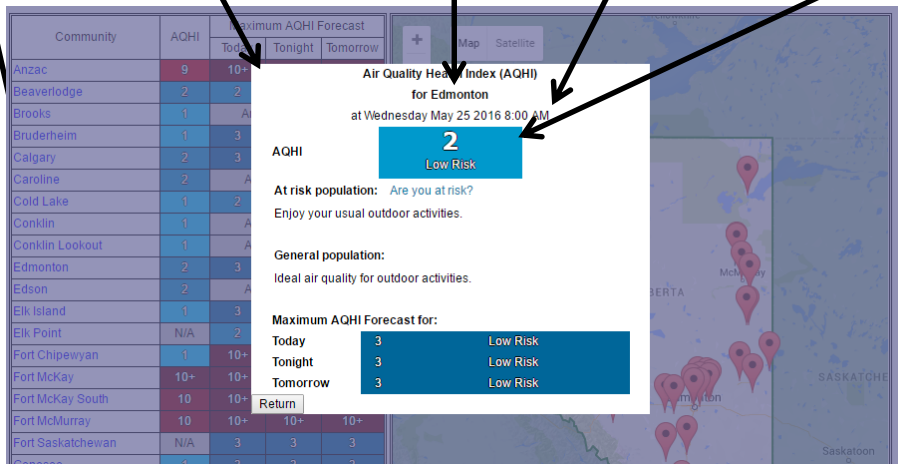 Community AQHI Maximum AQHI Forecast
Today Tonight Tomorrow
Anzac 9 10+
Beaverlodge 2 2
Brooks 1
Bruderheim 1 3
Calgary 2 3
Caroline 2
Cold Lake 1 2
Conklin 1
Conklin Lookout 1
Edmonton 2 3
Edson 2
Elk Island 1 3
Elk Point N/A 2
Fort Chipewyan 1 10+
Fort McKay 10+ 10+
Fort McKay South 10 10+
Fort McMurray 10 10+ 10+ 10+
Fort Saskatchewan N/A 3 3 3
+ Map Satellite
Air Quality Health Index (AQHI)
for Edmonton
at Wednesday May 25 2016 8:00 AM
AQHI
2
Low Risk
At risk population: Are you at risk?
Enjoy your usual outdoor activities.
General population:
Ideal air quality for outdoor activities.
Maximum AQHI Forecast for:
Today 3 Low Risk
Tonight 3 Low Risk
Tomorrow 3 Low Risk
Return
SASKATCHE
Saskatoon